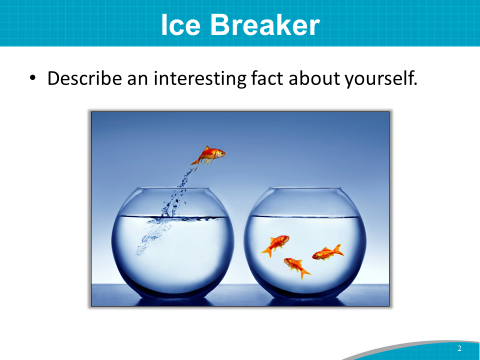 Ice Breaker
• Describe an interesting fact about yourself.
2